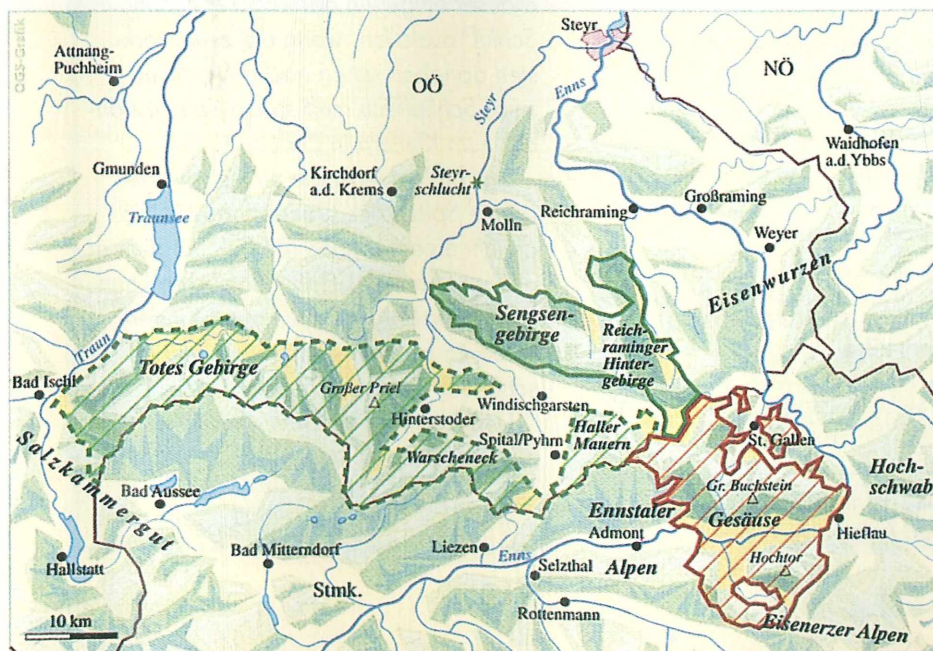 ÖGS-Grafik
Attnang-
Puchheim
OÖ
Steyr
Steyr
Enns
NÖ
Waidhofen
a.d.Ybbs
Gmunden
Traunsee
Kirchdorf
a.d. Krems
Steyr-
schlucht
Molln
Reichraming
Großraming
Weyer
Eisenwurzen
Sengsen-
gebirge
Reich-
raminger
Hinter-
gebirge
Traun
Bad Ischl
Totes Gebirge
Großer Priel
Hinterstoder
Windischgarsten
Spital/Pyhrn
Haller
Mauern
Warscheneck
St. Gallen
Hoch-
schwab
Salzkammergut
Bad Aussee
Gr. Buchstein
Ennstaler
Alpen
Gesäuse
Hieflau
Admont
Hochtor
Hallstatt
Bad Mitterndorf
Liezen
Enns
Selzthal
Stmk.
Rottenmann
Eisenerzer Alpen
10 km